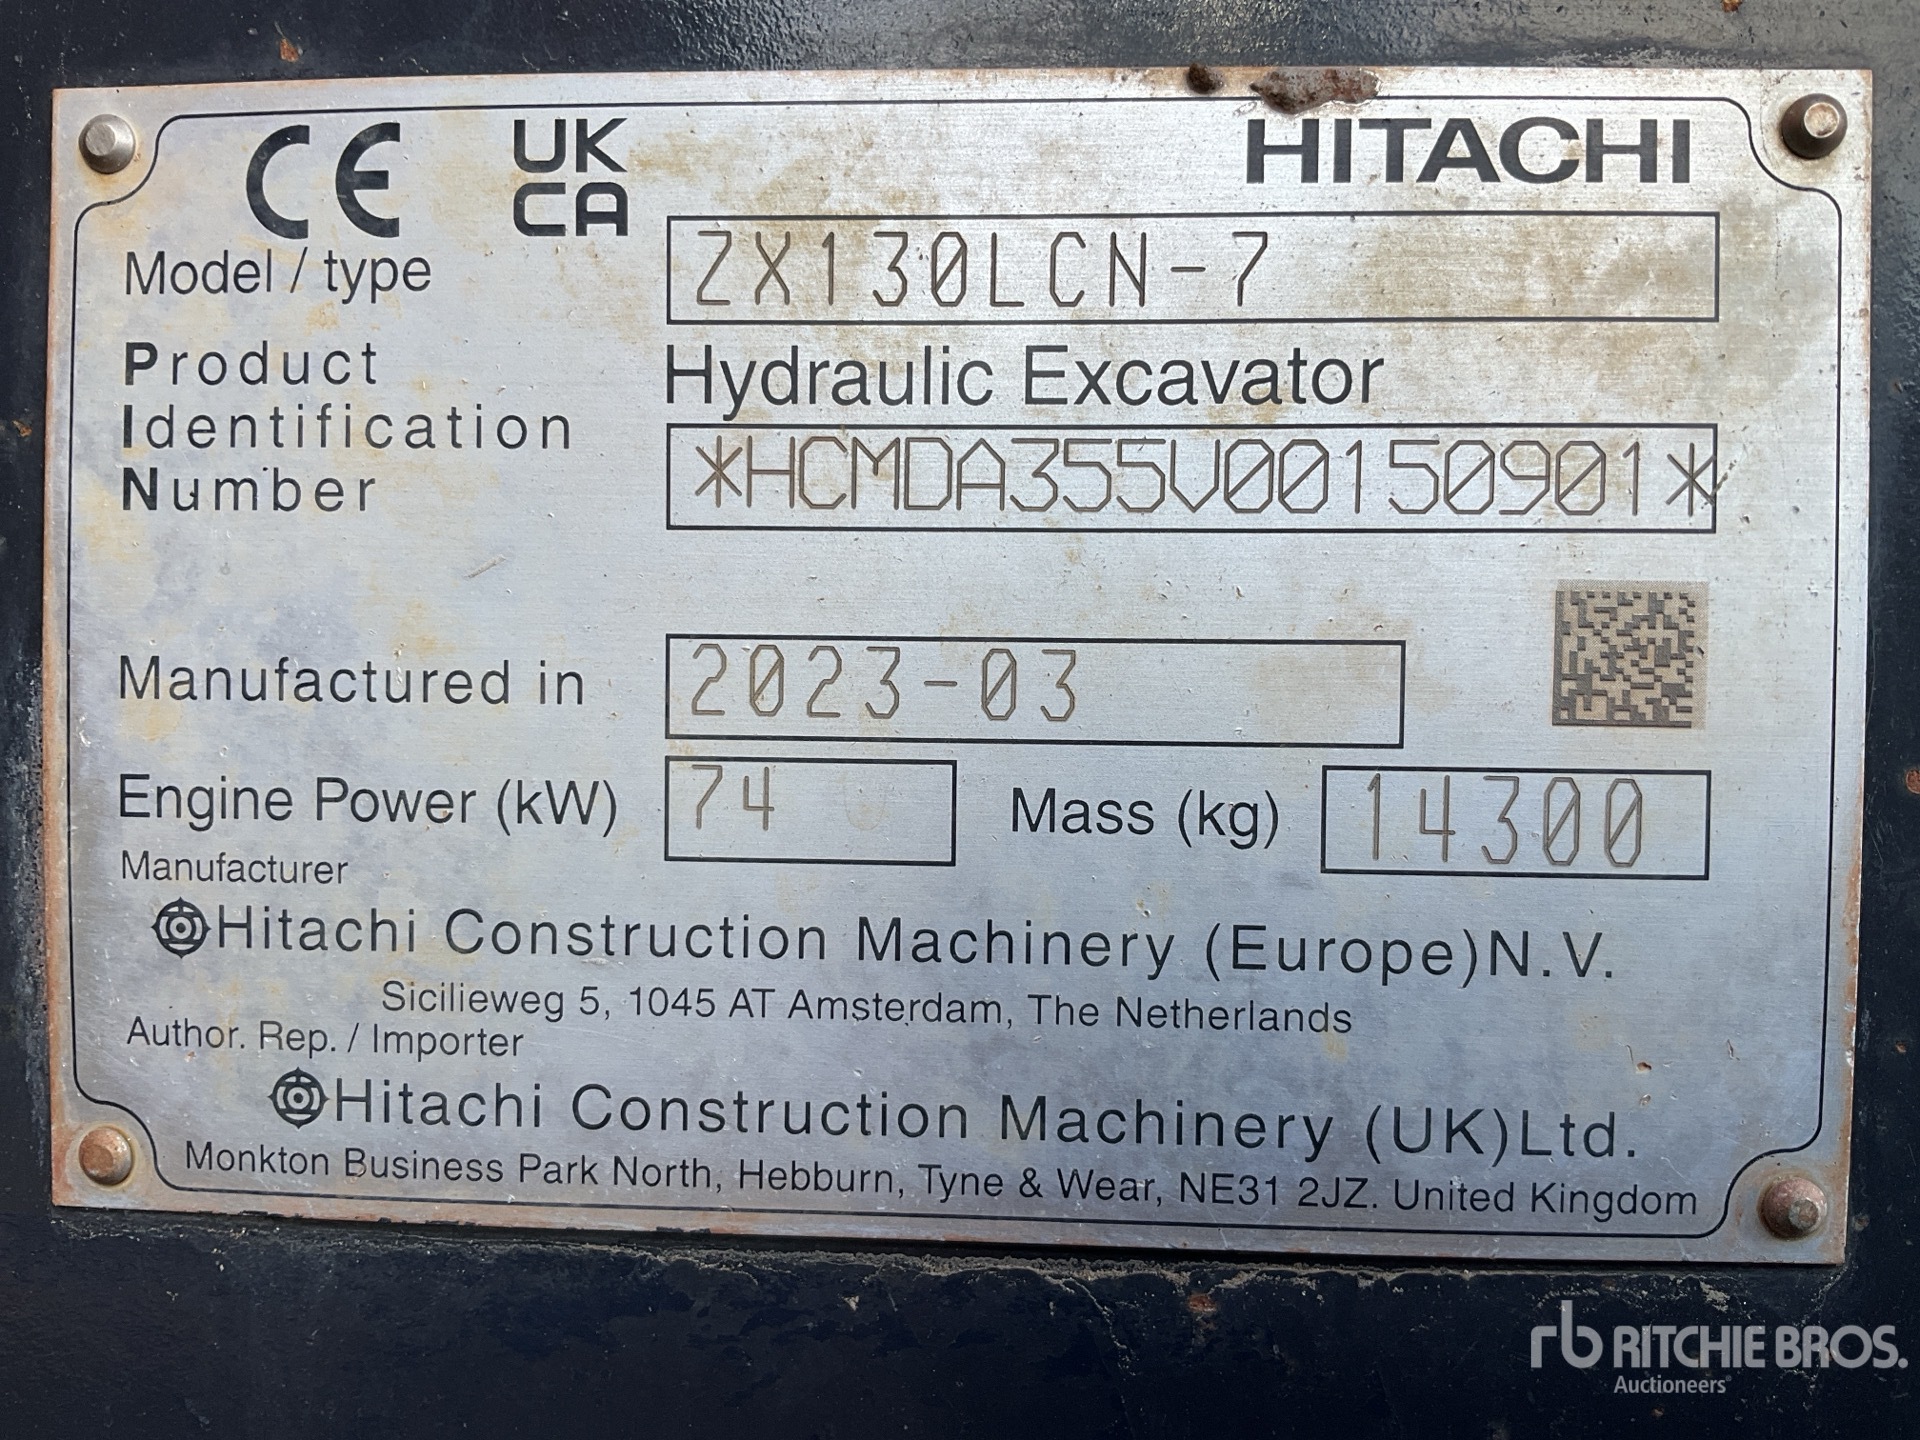 CE UK CA HITACHI
Model / type ZX130LCN-7
Product Hydraulic Excavator
Identification
Number *HCMDA355V00150901*
Manufactured in 2023-03
Engine Power (kW) 74 Mass (kg) 14300
Manufacturer
Hitachi Construction Machinery (Europe)N.V.
Sicilieweg 5, 1045 AT Amsterdam, The Netherlands
Author. Rep. / Importer
Hitachi Construction Machinery (UK)Ltd.
Monkton Business Park North, Hebburn, Tyne & Wear, NE31 2JZ. United Kingdom
rb RITCHIE BROS.
Auctioneers